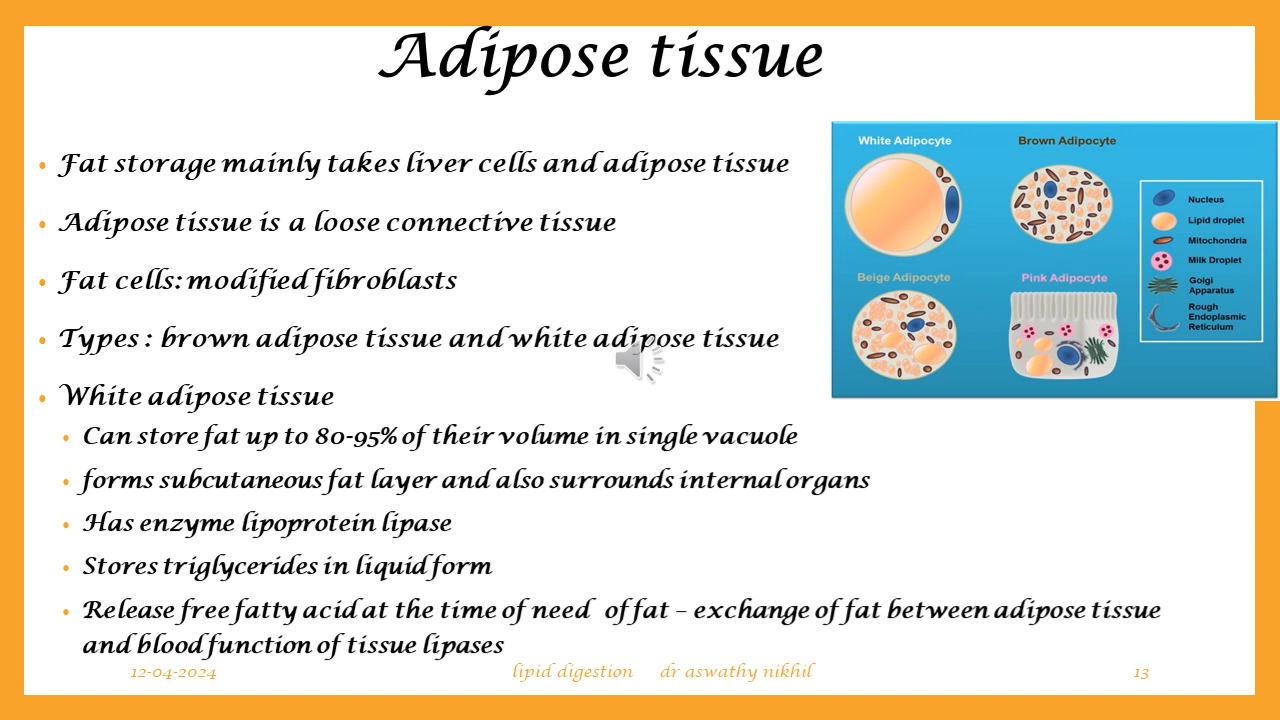 Adipose tissue
• Fat storage mainly takes liver cells and adipose tissue
• Adipose tissue is a loose connective tissue
• Fat cells: modified fibroblasts
• Types : brown adipose tissue and white adipose tissue
• White adipose tissue
• Can store fat up to 80-95% of their volume in single vacuole
• forms subcutaneous fat layer and also surrounds internal organs
• Has enzyme lipoprotein lipase
• Stores triglycerides in liquid form
• Release free fatty acid at the time of need of fat – exchange of fat between adipose tissue
and blood function of tissue lipases
White Adipocyte
Brown Adipocyte
Beige Adipocyte
Pink Adipocyte
Nucleus
Lipid droplet
Mitochondria
Milk Droplet
Golgi
Apparatus
Rough
Endoplasmic
Reticulum
12-04-2024
lipid digestion dr aswathy nikhil
13